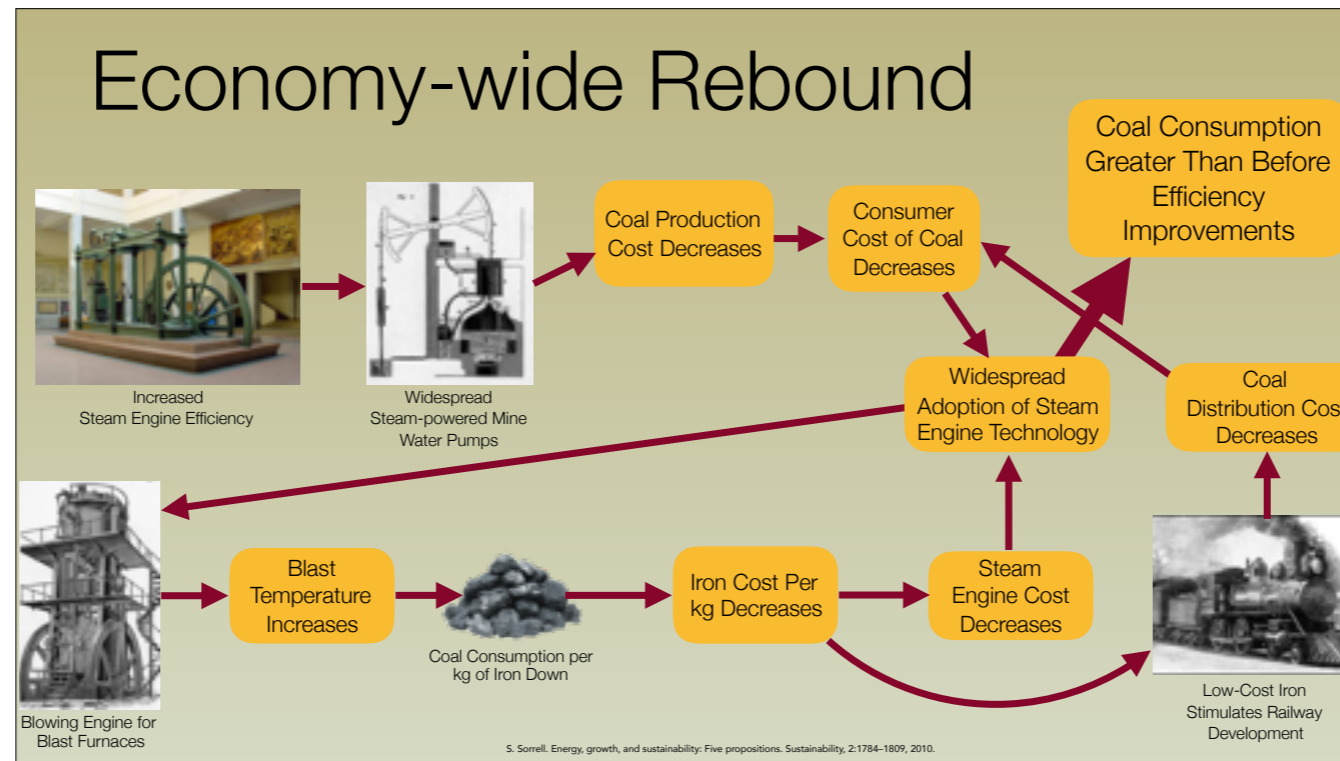 Economy-wide Rebound
Coal Consumption
Greater Than Before
Efficiency
Improvements
Coal Production
Cost Decreases
Consumer
Cost of Coal
Decreases
Increased
Steam Engine Efficiency
Widespread
Steam-powered Mine
Water Pumps
Widespread
Adoption of Steam
Engine Technology
Coal
Distribution Cos
Decreases
Blowing Engine for
Blast Furnaces
Blast
Temperature
Increases
Coal Consumption per
kg of Iron Down
Iron Cost Per
kg Decreases
Steam
Engine Cost
Decreases
Low-Cost Iron
Stimulates Railway
Development
S. Sorrell. Energy, growth, and sustainability: Five propositions. Sustainability, 2:1784–1809, 2010.